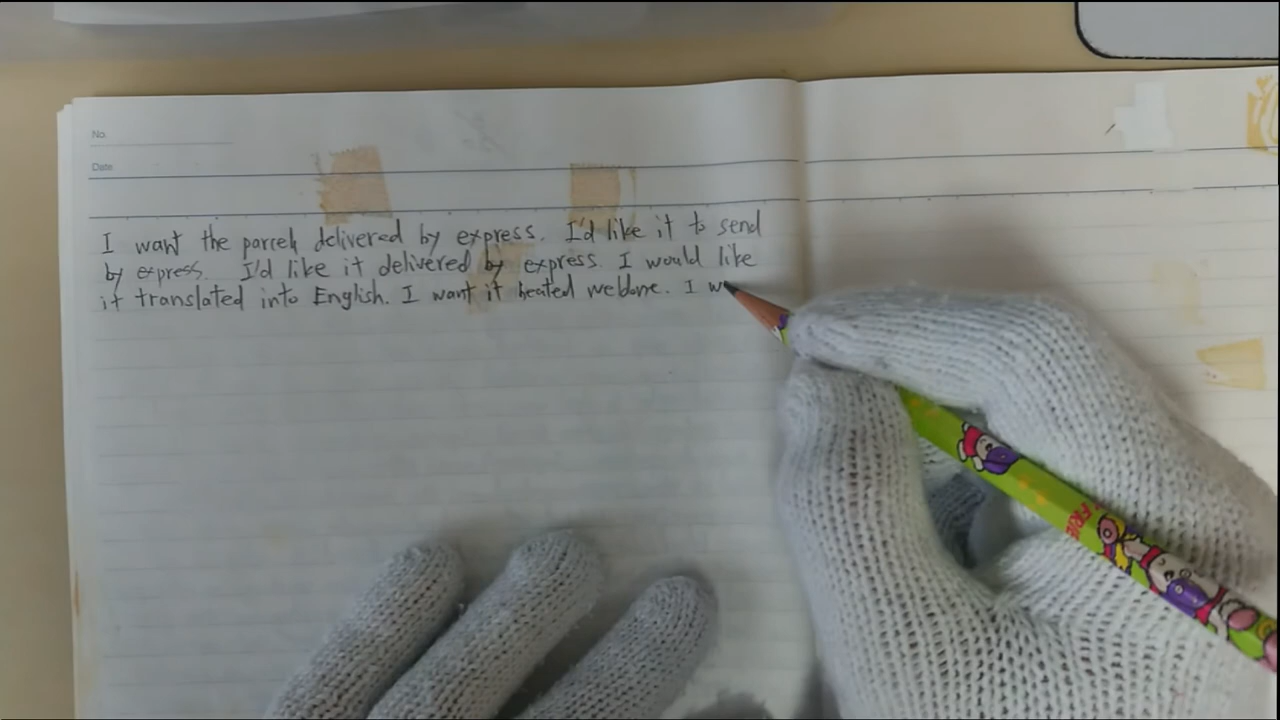 No.
Date
I want the parcel delivered by express. I'd like it to send
by express. I'd like it delivered by express. I would like
it translated into English. I want it heated weldone. I w